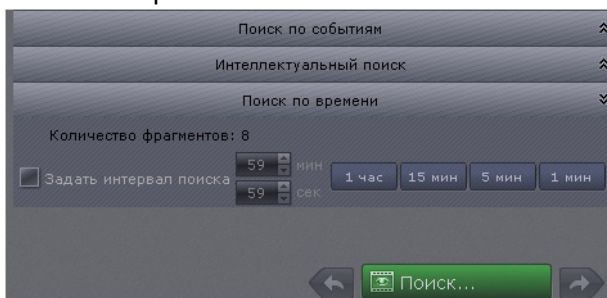 Поиск по событиям
Интеллектуальный поиск
Поиск по времени
Количество фрагментов: 8
Задать интервал поиска
59 мин
59 сек
1 час 15 мин 5 мин 1 мин
Поиск...